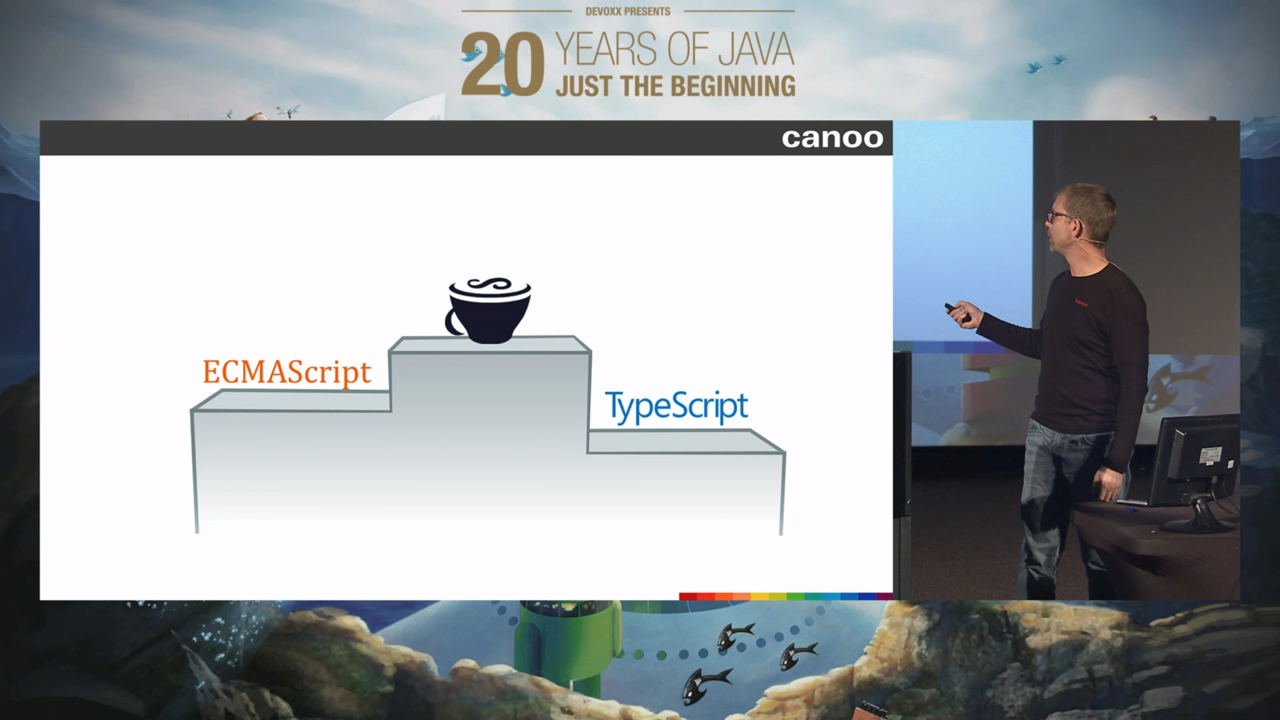 DEVOXX PRESENTS
20 YEARS OF JAVA
JUST THE BEGINNING
canoo
ECMAScript
TypeScript